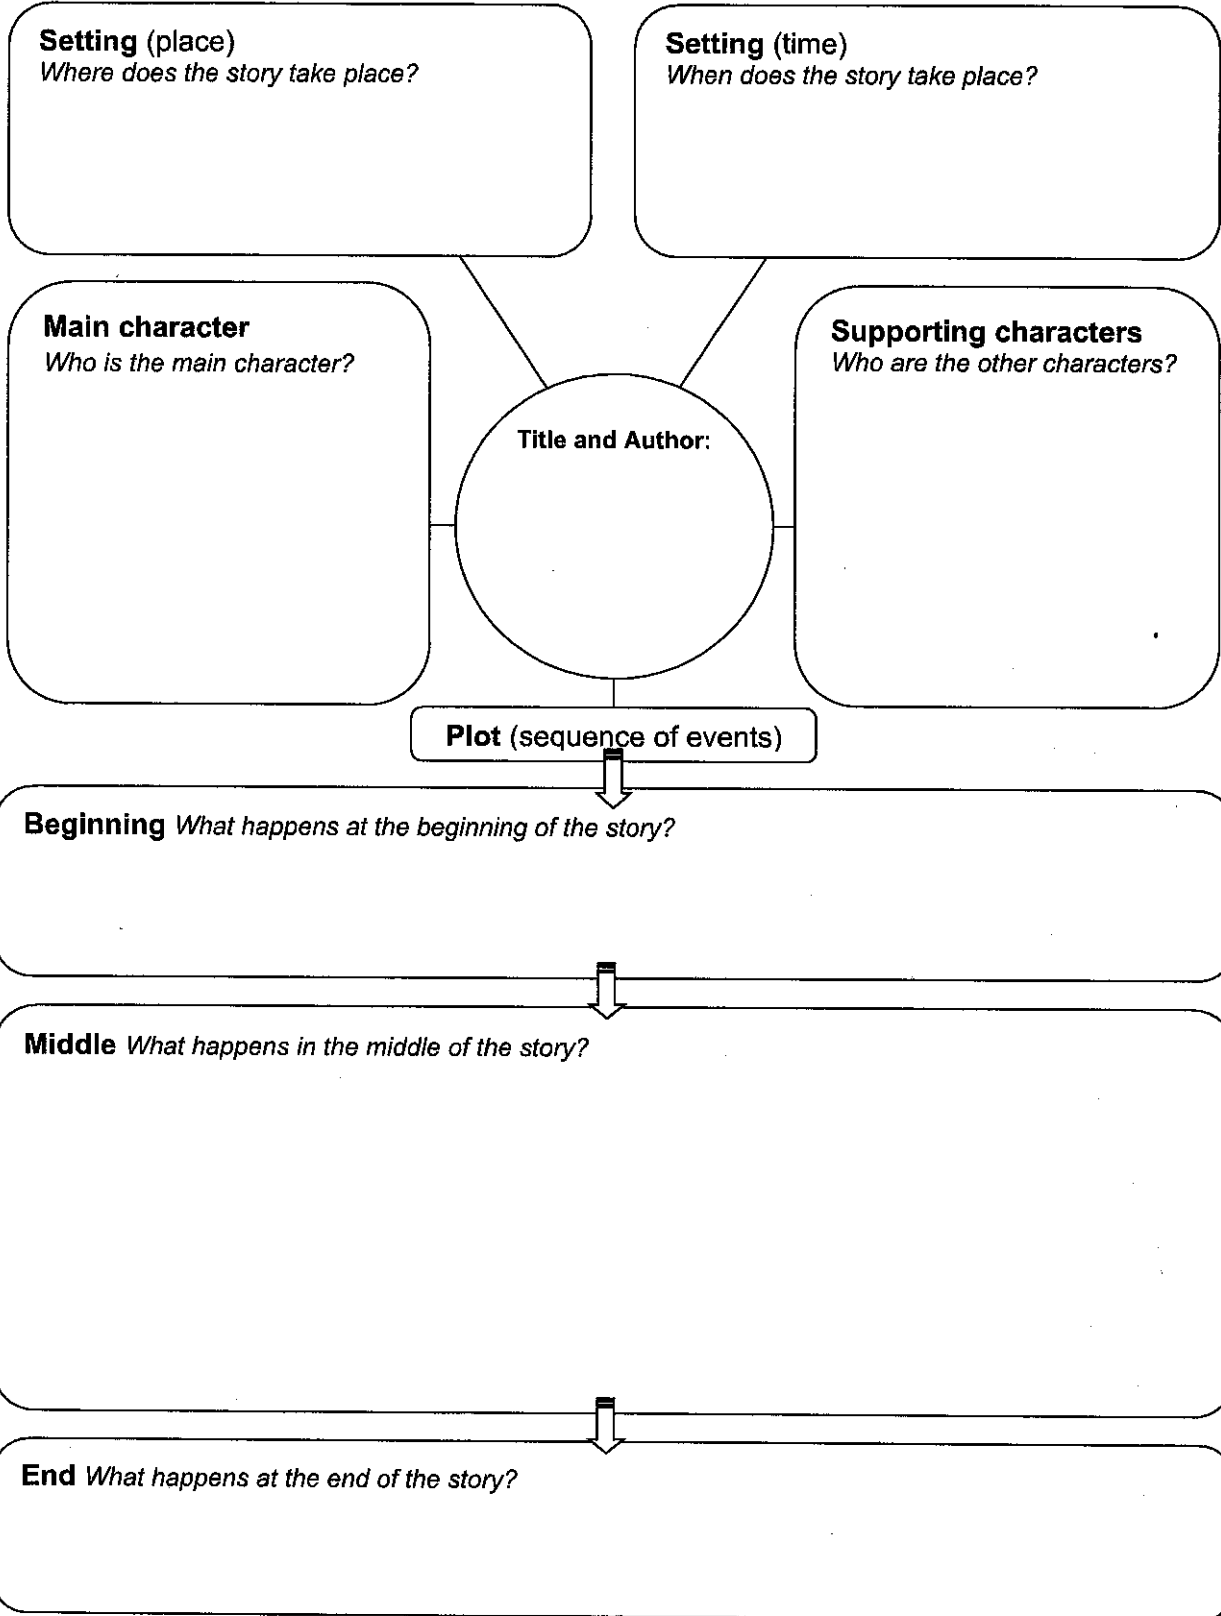 Setting (place)
Where does the story take place?
Setting (time)
When does the story take place?
Main character
Who is the main character?
Title and Author:
Supporting characters
Who are the other characters?
Plot (sequence of events)
Beginning What happens at the beginning of the story?
Middle What happens in the middle of the story?
End What happens at the end of the story?